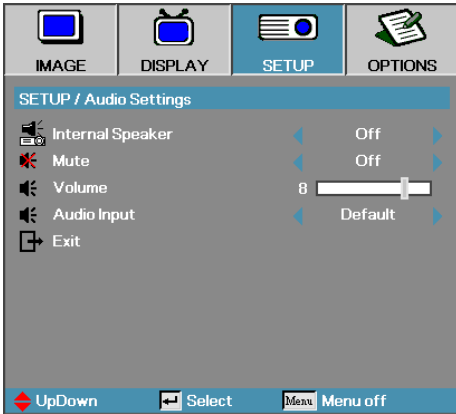 IMAGE DISPLAY SETUP OPTIONS
SETUP / Audio Settings
Internal Speaker Off
Mute Off
Volume 8
Audio Input Default
Exit
UpDown Select Menu Menu off